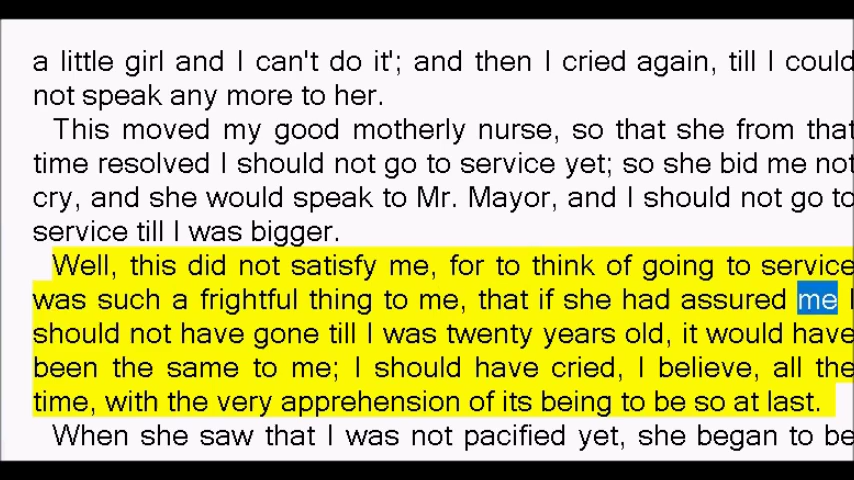 a little girl and I can't do it'; and then I cried again, till I could
not speak any more to her.
This moved my good motherly nurse, so that she from that
time resolved I should not go to service yet; so she bid me not
cry, and she would speak to Mr. Mayor, and I should not go to
service till I was bigger.
Well, this did not satisfy me, for to think of going to service
was such a frightful thing to me, that if she had assured me I
should not have gone till I was twenty years old, it would have
been the same to me; I should have cried, I believe, all the
time, with the very apprehension of its being to be so at last.
When she saw that I was not pacified yet, she began to be